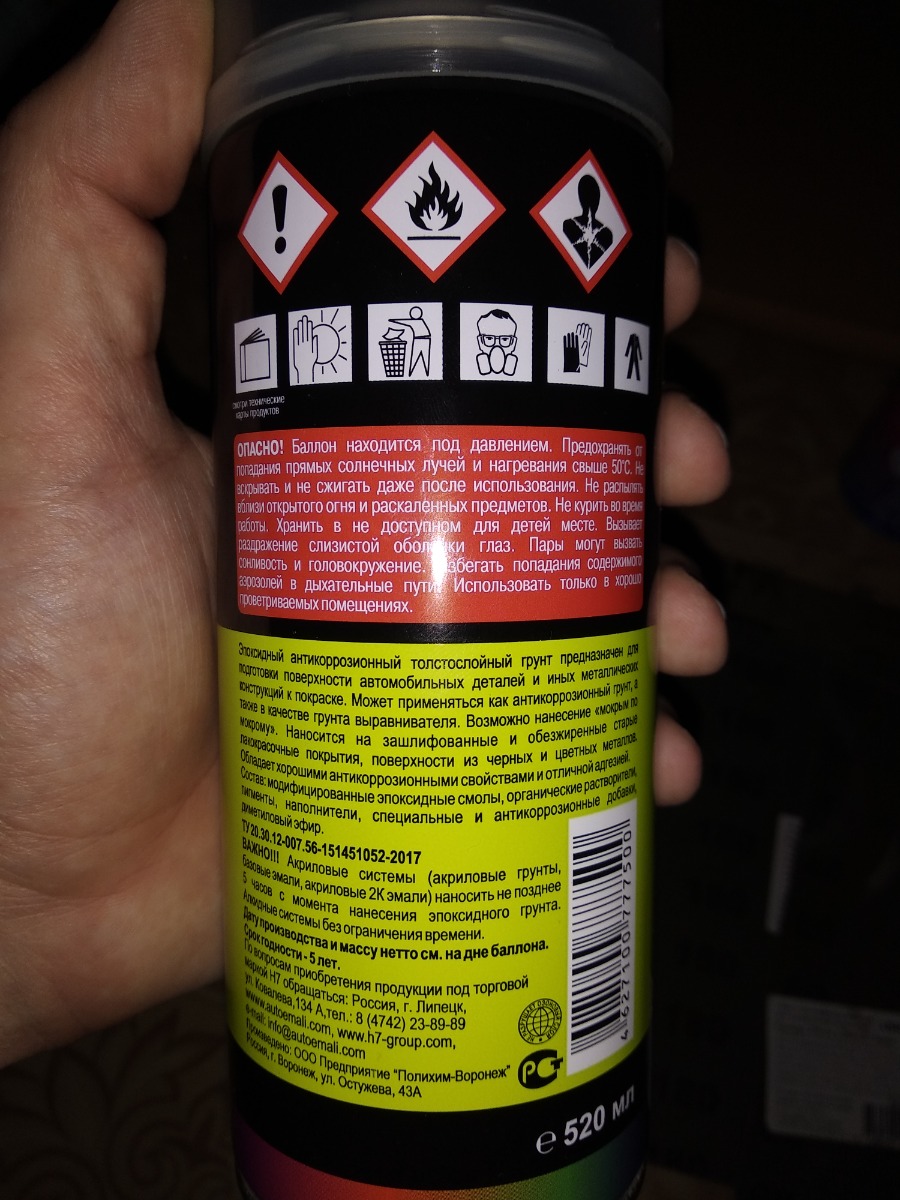 смотри технические
карты продуктов
ОПАСНО! Баллон находится под давлением. Предохранять от
попадания прямых солнечных лучей и нагревания свыше 50°С. Не
вскрывать и не сжигать даже после использования. Не распылять
вблизи открытого огня и раскаленных предметов. Не курить во время
работы. Хранить в не доступном для детей месте. Вызывает
раздражение слизистой оболочки глаз. Пары могут вызвать
сонливость и головокружение. Избегать попадания содержимого
аэрозолей в дыхательные пути. Использовать только в хорошо
проветриваемых помещениях.
Эпоксидный антикоррозионный толстослойный грунт предназначен для
подготовки поверхности автомобильных деталей и иных металлических
конструкций к покраске. Может применяться как антикоррозионный грунт, а
также в качестве грунта выравнивателя. Возможно нанесение «мокрым по
мокрому». Наносится на зашлифованные и обезжиренные старые
лакокрасочные покрытия, поверхности из черных и цветных металлов.
Обладает хорошими антикоррозионными свойствами и отличной адгезией.
Состав: модифицированные эпоксидные смолы, органические растворители,
пигменты, наполнители, специальные и антикоррозионные добавки,
диметиловый эфир.
ТУ 20.30.12-007.56-151451052-2017
ВАЖНО!!! Акриловые системы (акриловые грунты,
базовые эмали, акриловые 2К эмали) наносить не позднее
5 часов с момента нанесения эпоксидного грунта.
Алкидные системы без ограничения времени.
Дату производства и массу нетто см. на дне баллона.
Срок годности - 5 лет.
По вопросам приобретения продукции под торговой
маркой Н7 обращаться: Россия, г. Липецк,
ул. Ковалева,134 А,тел.: 8 (4742) 23-89-89
www.autoemali.com, www.h7-group.com,
e-mail: info@autoemali.com
Произведено: ООО Предприятие "Полихим-Воронеж"
Россия, г. Воронеж, ул. Остужева, 43А
4 627100 777500
РСТ
℮ 520 МЛ